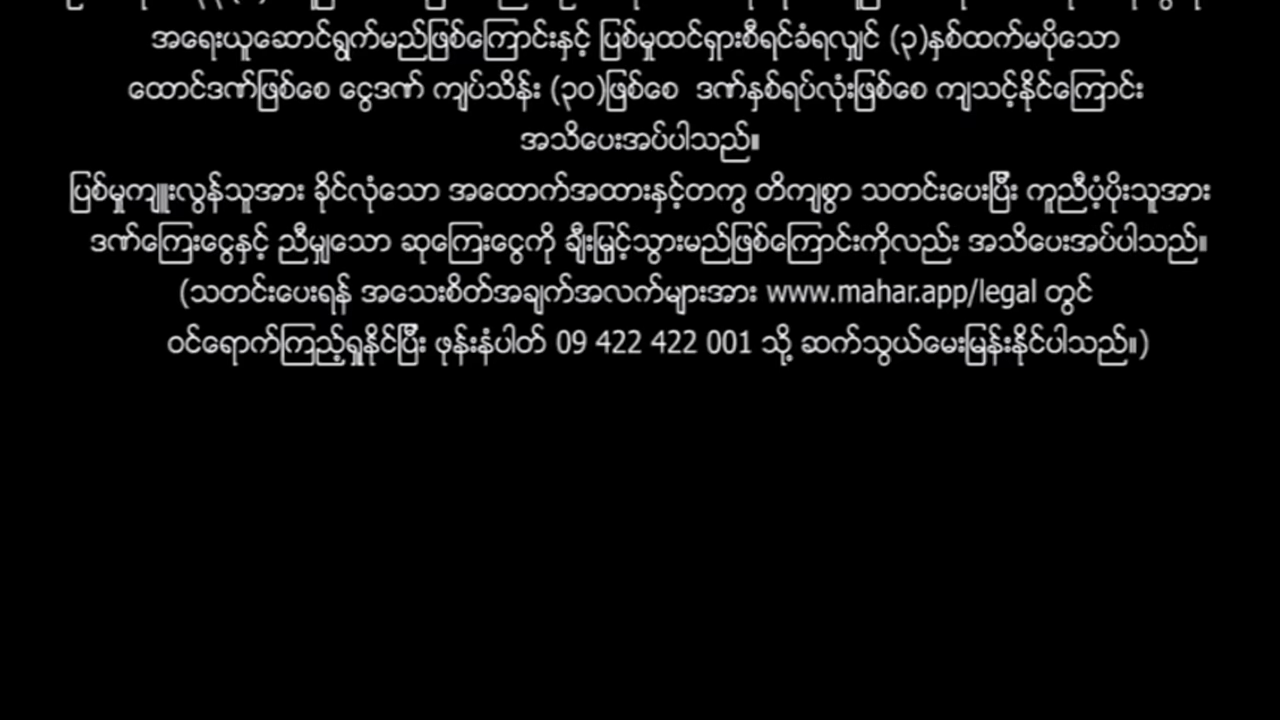 အရေးယူဆောင်ရွက်မည်ဖြစ်ကြောင်းနှင့် ပြစ်မှုထင်ရှားစီရင်ခံရလျှင် (၃)နှစ်ထက်မပိုသော
ထောင်ဒဏ်ဖြစ်စေ ငွေဒဏ် ကျပ်သိန်း (၃၀)ဖြစ်စေ ဒဏ်နှစ်ရပ်လုံးဖြစ်စေ ကျသင့်နိုင်ကြောင်း
အသိပေးအပ်ပါသည်။
ပြစ်မှုကျူးလွန်သူအား ခိုင်လုံသော အထောက်အထားနှင့်တကွ တိကျစွာ သတင်းပေးပြီး ကူညီပံ့ပိုးသူအား
ဒဏ်ကြေးငွေနှင့် ညီမျှသော ဆုကြေးငွေကို ချီးမြှင့်သွားမည်ဖြစ်ကြောင်းကိုလည်း အသိပေးအပ်ပါသည်။
(သတင်းပေးရန် အသေးစိတ်အချက်အလက်များအား www.mahar.app/legal တွင်
ဝင်ရောက်ကြည့်ရှုနိုင်ပြီး ဖုန်းနံပါတ် 09 422 422 001 သို့ ဆက်သွယ်မေးမြန်းနိုင်ပါသည်။)